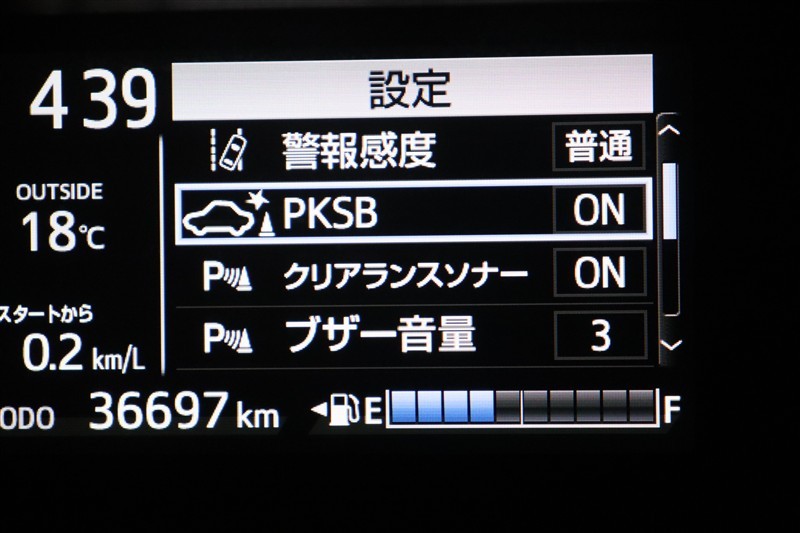 4 39
設定
警報感度 普通
OUTSIDE
18℃
PKSB ON
P クリアランスソナー ON
スタートから
0.2 km/L
P ブザー音量 3
ODO 36697 km
E F